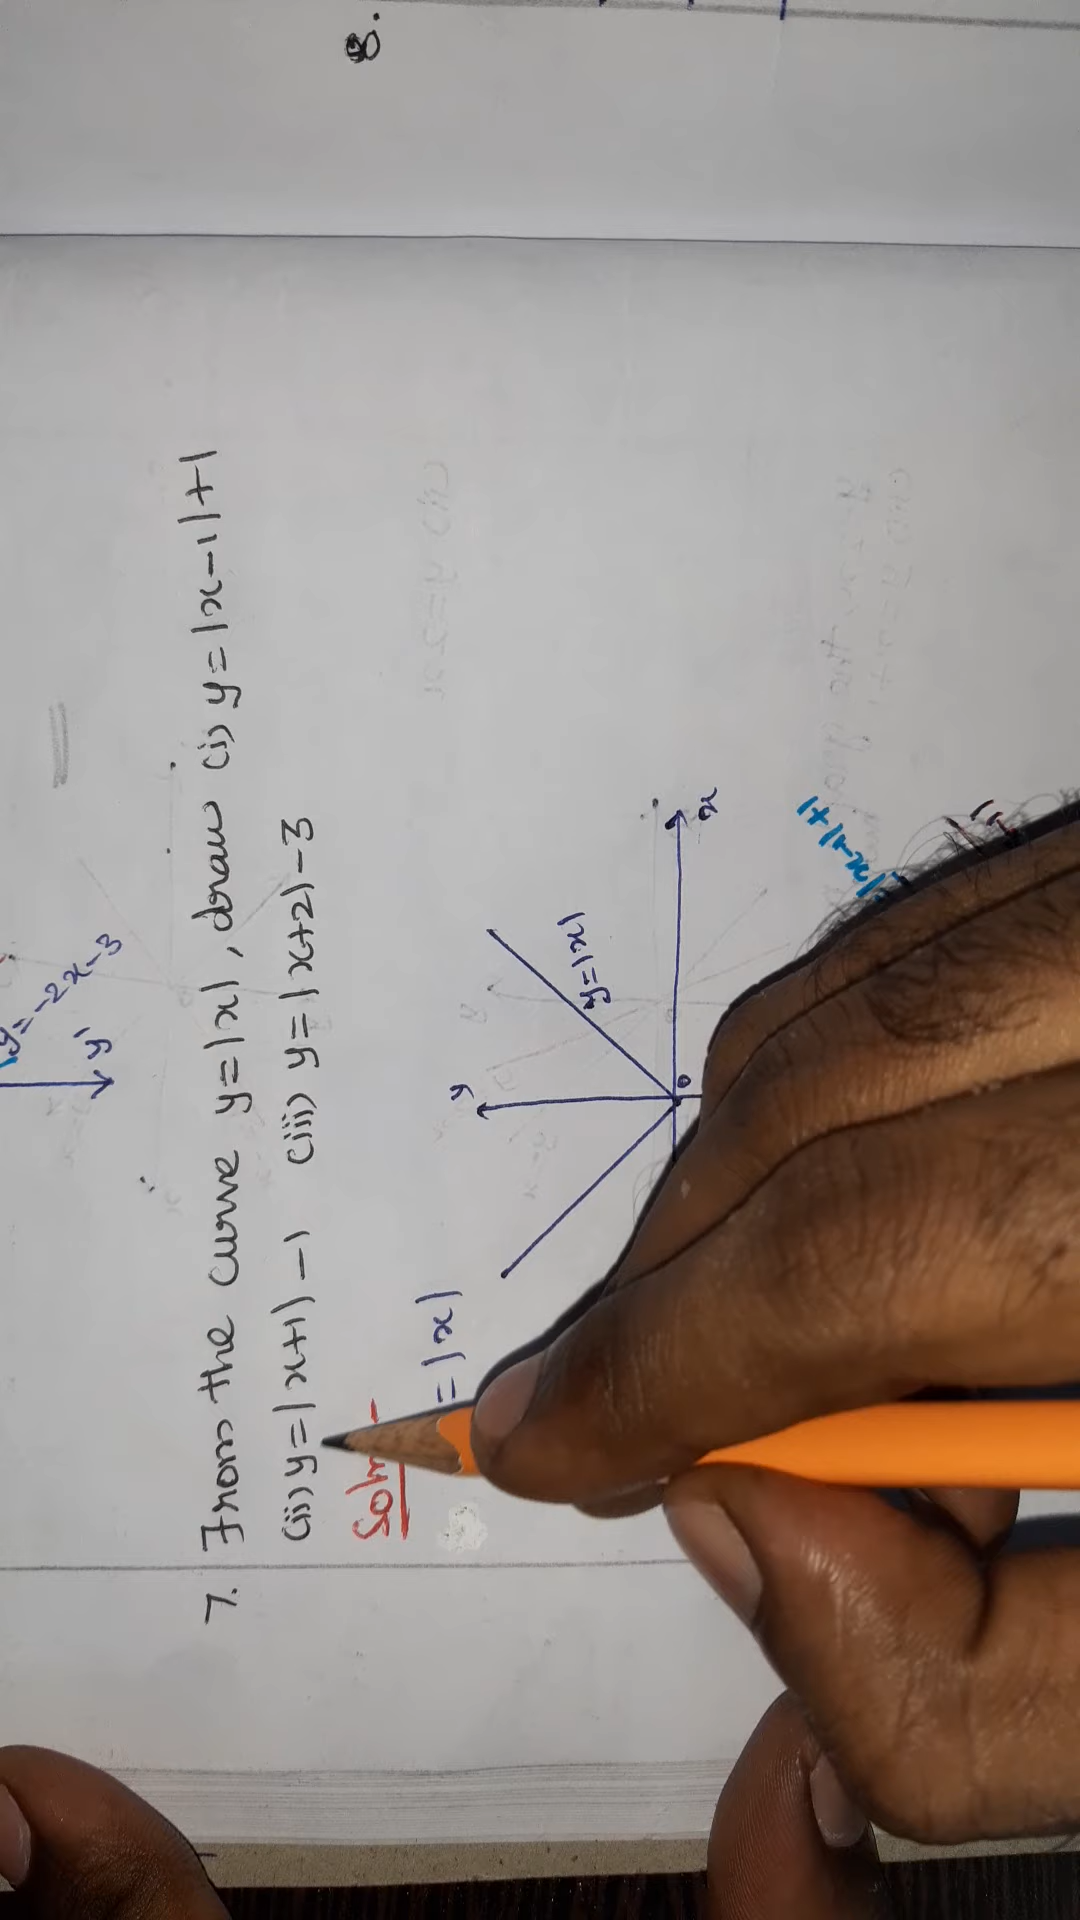 y=-2x-3
y'
7. From the curve y=|x|, draw (i) y=|x-1|+1
(ii) y=|x+1|-1 (iii) y=|x+2|-3
Soln:-
=|x|
y
y=|x|
x
0
|x-1|+1
8.